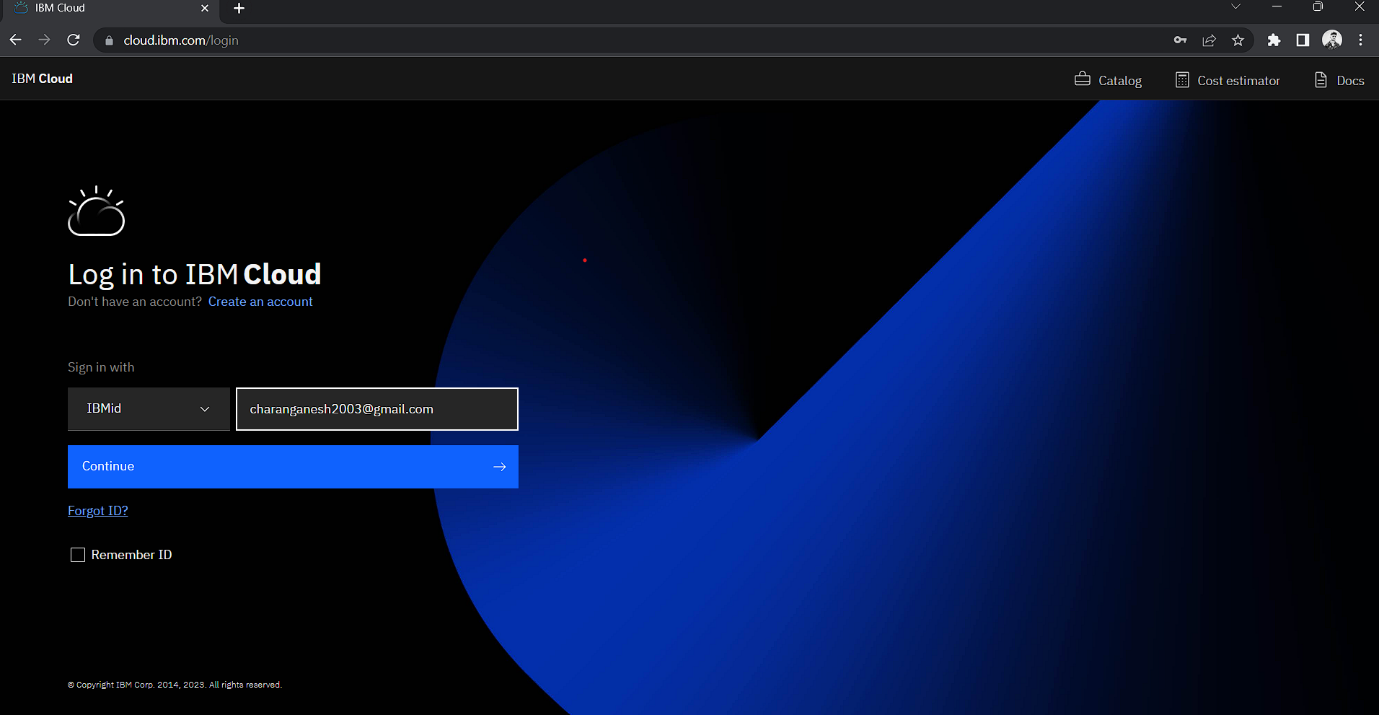 IBM Cloud
cloud.ibm.com/login
IBM Cloud
Catalog
Cost estimator
Docs
Log in to IBM Cloud
Don't have an account? Create an account
Sign in with
IBMid
charanganesh2003@gmail.com
Continue
Forgot ID?
Remember ID
© Copyright IBM Corp. 2014, 2023. All rights reserved.